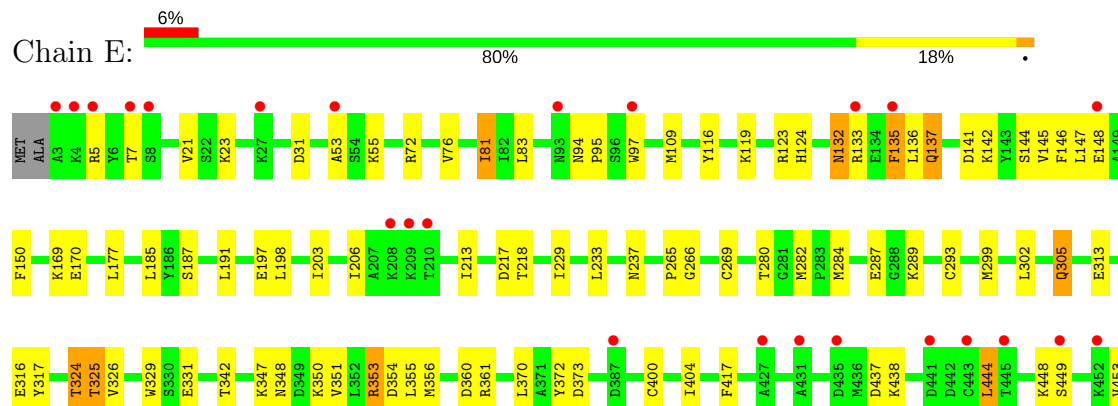 6%
Chain E:
80%
18%
•
MET ALA A3 K4 R5 Y6 T7 S8 V21 S22 K23 K27 D31 A53 S54 K55 R72 V76 I81 I82 L83 N93 N94 P95 S96 W97 M109 Y116 K119 R123 H124 N132 R133 E134 F135 L136 Q137 D141 K142 Y143 S144 V145 F146 L147 E148 A149
F150 K169 E170 L177 L185 Y186 S187 L191 E197 L198 I203 I206 A207 K208 K209 T210 I213 D217 T218 I229 L233 N237 P265 G266 C269 T280 G281 M282 P283 M284 E287 G288 K289 C293 M299 L302 Q305 E313
E316 Y317 T324 T325 V326 W329 S330 E331 T342 K347 N348 D349 K350 V351 L352 R353 D354 L355 M356 D360 R361 L370 A371 Y372 D373 D387 C400 I404 F417 A427 A431 D435 M436 D437 K438 D441 D442 C443 L444 T445 K448 S449 K452